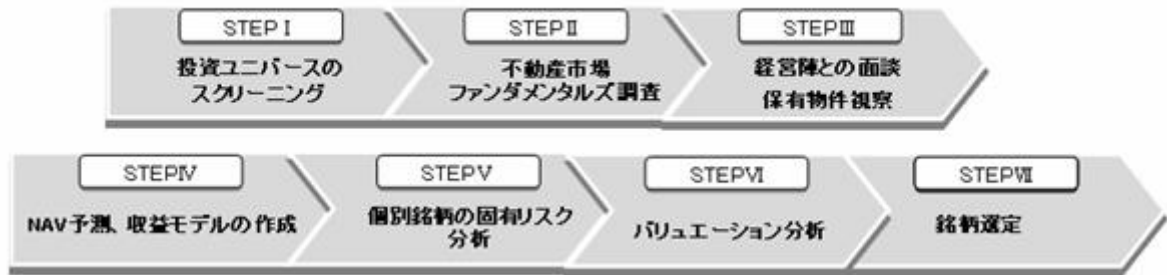 STEPⅠ
投資ユニバースの
スクリーニング
STEPⅡ
不動産市場
ファンダメンタルズ調査
STEPⅢ
経営陣との面談
保有物件視察
STEPⅣ
NAV予測、収益モデルの作成
STEPⅤ
個別銘柄の固有リスク
分析
STEPⅥ
バリュエーション分析
STEPⅦ
銘柄選定